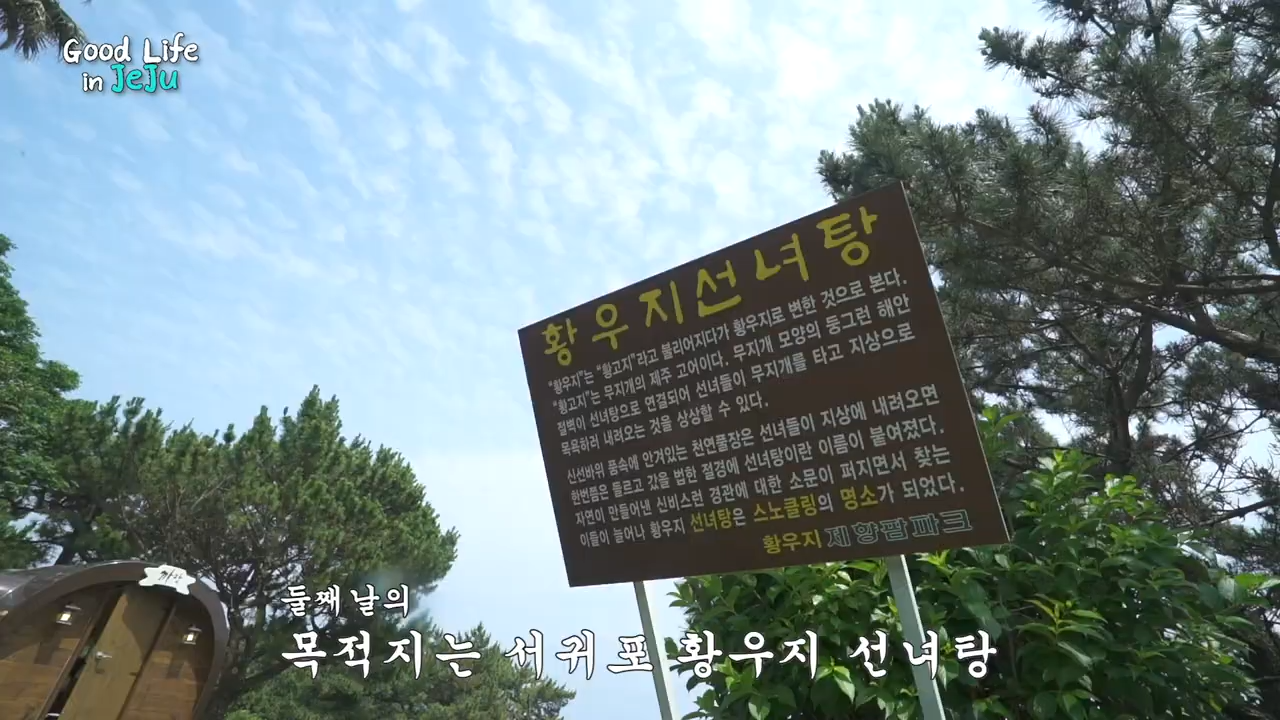 Good Life
in JeJu
황우지선녀탕
"황우지"는 "황고지"라고 불리어지다가 황우지로 변한 것으로 본다.
"황고지"는 무지개의 제주 고어이다. 무지개 모양의 둥그런 해안
절벽이 선녀탕으로 연결되어 선녀들이 무지개를 타고 지상으로
목욕하러 내려오는 것을 상상할 수 있다.
신선바위 품속에 안겨있는 천연풀장은 선녀들이 지상에 내려오면
한번쯤은 들르고 갔을 법한 절경에 선녀탕이란 이름이 붙여졌다.
자연이 만들어낸 신비스런 경관에 대한 소문이 퍼지면서 찾는
이들이 늘어나 황우지 선녀탕은 스노클링의 명소가 되었다.
황우지 제향팜파크
둘째 날의
목적지는 서귀포 황우지 선녀탕